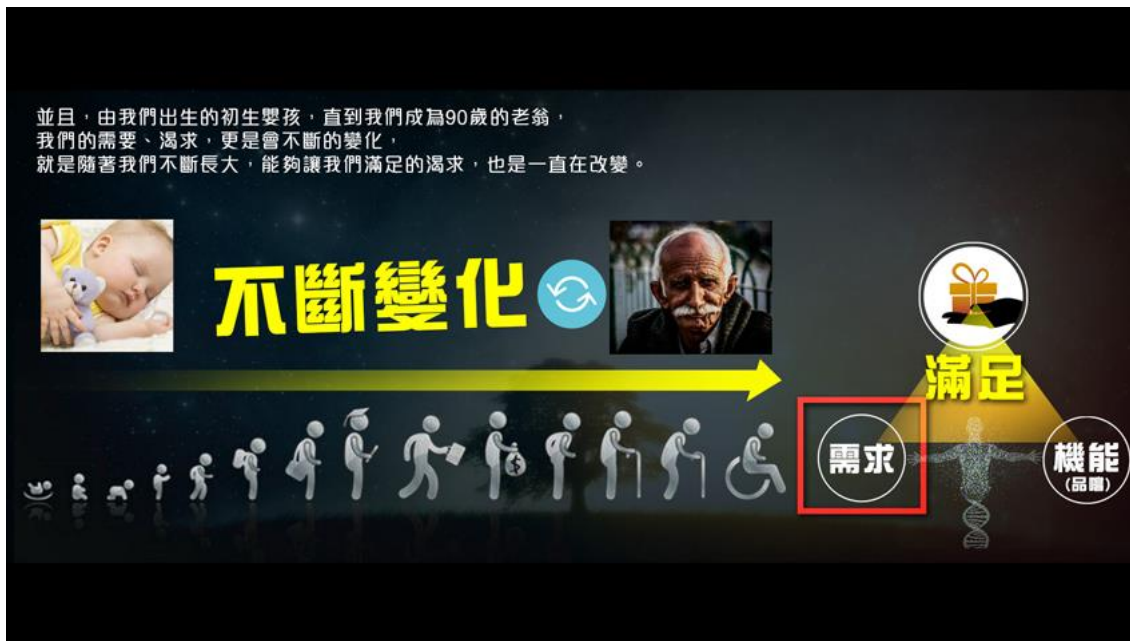 並且，由我們出生的初生嬰孩，直到我們成為90歲的老翁，
我們的需要、渴求，更是會不斷的變化，
就是隨著我們不斷長大，能夠讓我們滿足的渴求，也是一直在改變。
不斷變化
滿足
需求
機能
(品嚐)
$